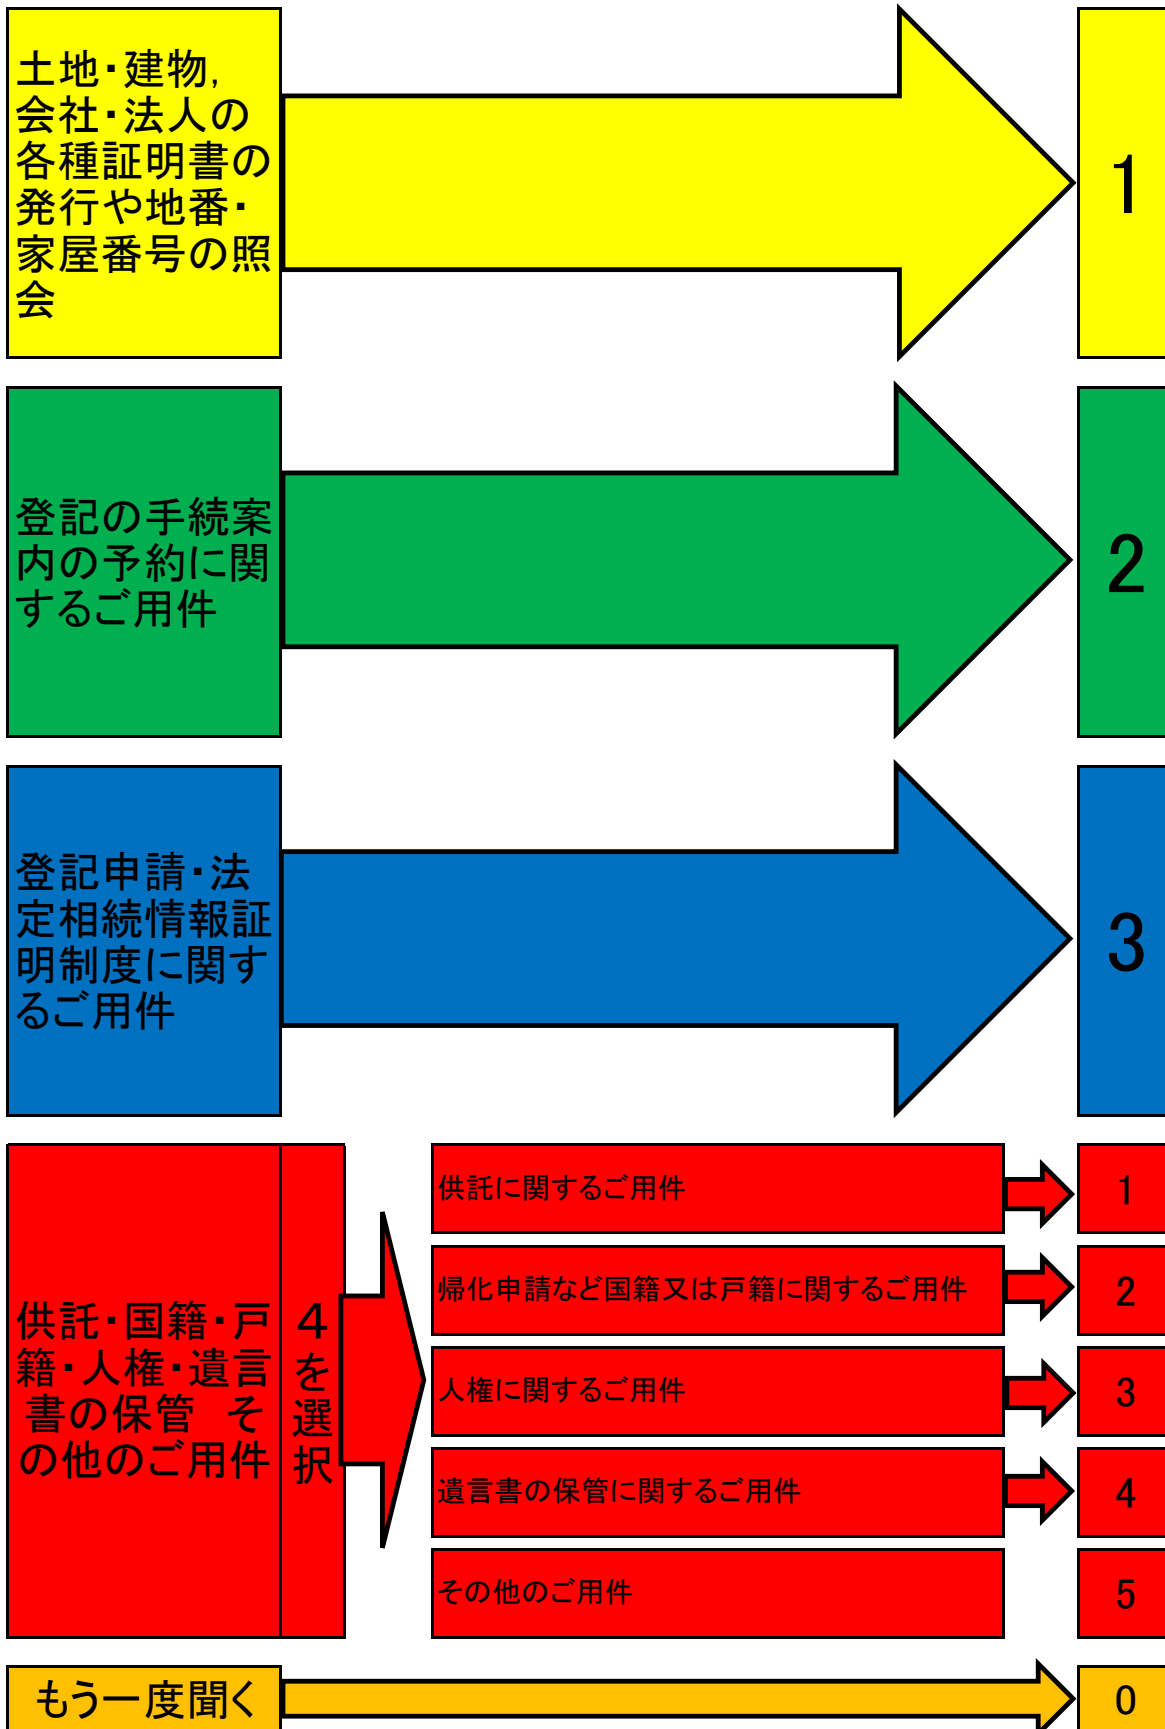 土地・建物,
会社・法人の
各種証明書の
発行や地番・
家屋番号の照
会
1
登記の手続案
内の予約に関
するご用件
2
登記申請・法
定相続情報証
明制度に関す
るご用件
3
供託・国籍・戸
籍・人権・遺言
書の保管　そ
の他のご用件
4を選択
供託に関するご用件
1
帰化申請など国籍又は戸籍に関するご用件
2
人権に関するご用件
3
遺言書の保管に関するご用件
4
その他のご用件
5
もう一度聞く
0